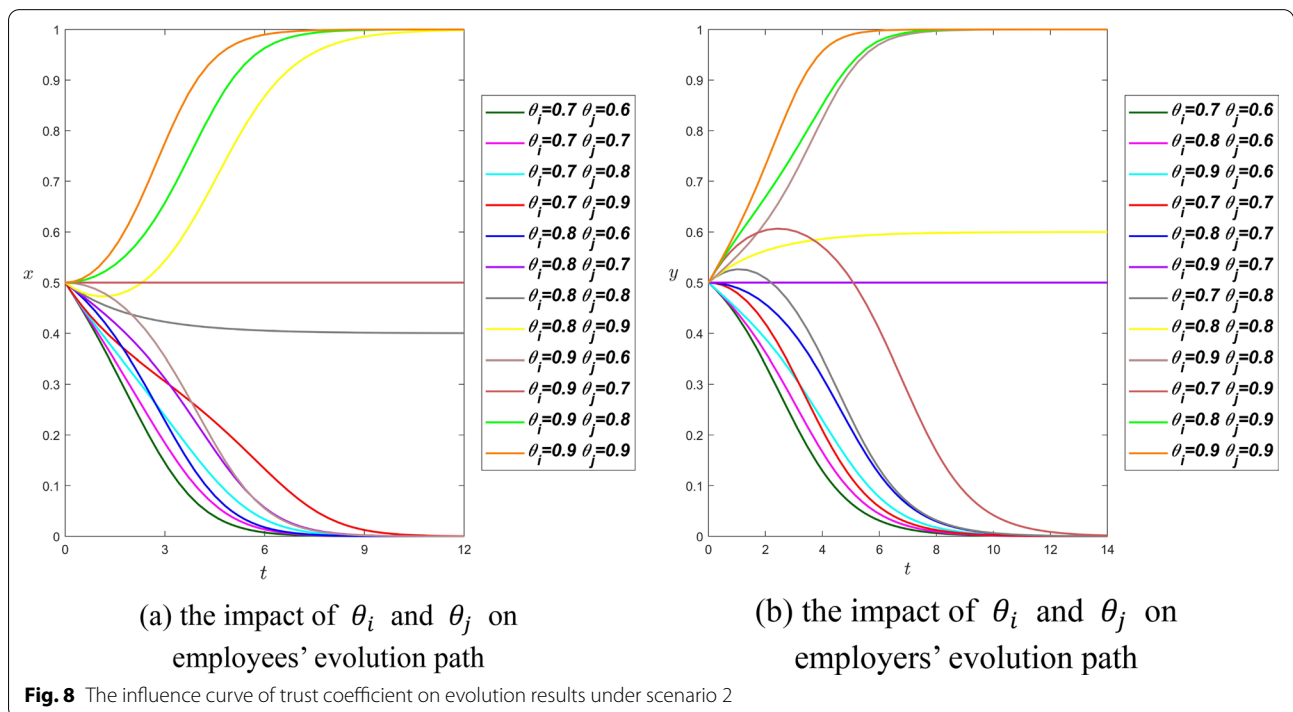 1
0.9
0.8
0.7
0.6
x 0.5
0.4
0.3
0.2
0.1
0
0 3 6 9 12
t
θi=0.7 θj=0.6
θi=0.7 θj=0.7
θi=0.7 θj=0.8
θi=0.7 θj=0.9
θi=0.8 θj=0.6
θi=0.8 θj=0.7
θi=0.8 θj=0.8
θi=0.8 θj=0.9
θi=0.9 θj=0.6
θi=0.9 θj=0.7
θi=0.9 θj=0.8
θi=0.9 θj=0.9
(a) the impact of θi and θj on
employees' evolution path
1
0.9
0.8
0.7
0.6
y 0.5
0.4
0.3
0.2
0.1
0
0 2 4 6 8 10 12 14
t
θi=0.7 θj=0.6
θi=0.8 θj=0.6
θi=0.9 θj=0.6
θi=0.7 θj=0.7
θi=0.8 θj=0.7
θi=0.9 θj=0.7
θi=0.7 θj=0.8
θi=0.8 θj=0.8
θi=0.9 θj=0.8
θi=0.7 θj=0.9
θi=0.8 θj=0.9
θi=0.9 θj=0.9
(b) the impact of θi and θj on
employers' evolution path
Fig. 8 The influence curve of trust coefficient on evolution results under scenario 2